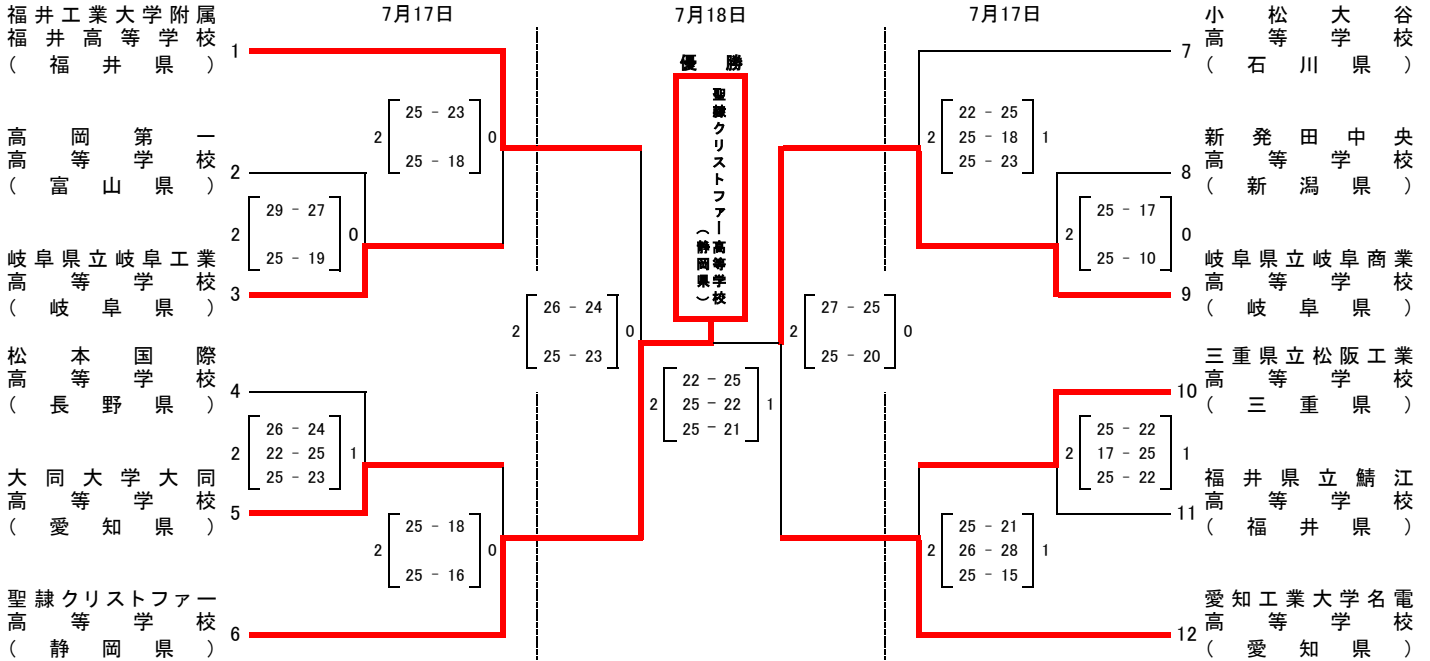 7月17日
7月18日
7月17日
福井工業大学附属
福井高等学校
(福井県)
1
高岡第一
高等学校
(富山県)
2
岐阜県立岐阜工業
高等学校
(岐阜県)
3
松本国際
高等学校
(長野県)
4
大同大学大同
高等学校
(愛知県)
5
聖隷クリストファー
高等学校
(静岡県)
6
2
25 - 23
25 - 18
0
2
29 - 27
25 - 19
0
2
26 - 24
22 - 25
25 - 23
1
2
25 - 18
25 - 16
0
2
26 - 24
25 - 23
0
優勝
聖隷クリストファー高等学校
(静岡県)
2
22 - 25
25 - 22
25 - 21
1
2
27 - 25
25 - 20
0
2
22 - 25
25 - 18
25 - 23
1
2
25 - 17
25 - 10
0
2
25 - 22
17 - 25
25 - 22
1
2
25 - 21
26 - 28
25 - 15
1
7
小松大谷
高等学校
(石川県)
8
新発田中央
高等学校
(新潟県)
9
岐阜県立岐阜商業
高等学校
(岐阜県)
10
三重県立松阪工業
高等学校
(三重県)
11
福井県立鯖江
高等学校
(福井県)
12
愛知工業大学名電
高等学校
(愛知県)